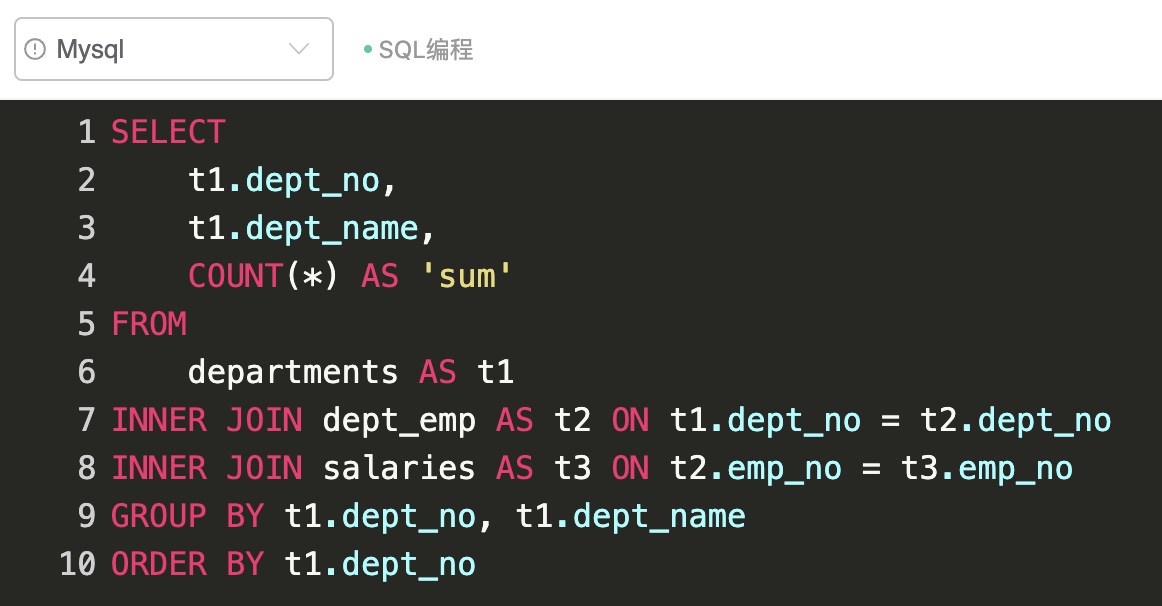 Mysql
SQL编程
1 SELECT
2     t1.dept_no,
3     t1.dept_name,
4     COUNT(*) AS 'sum'
5 FROM
6     departments AS t1
7 INNER JOIN dept_emp AS t2 ON t1.dept_no = t2.dept_no
8 INNER JOIN salaries AS t3 ON t2.emp_no = t3.emp_no
9 GROUP BY t1.dept_no, t1.dept_name
10 ORDER BY t1.dept_no